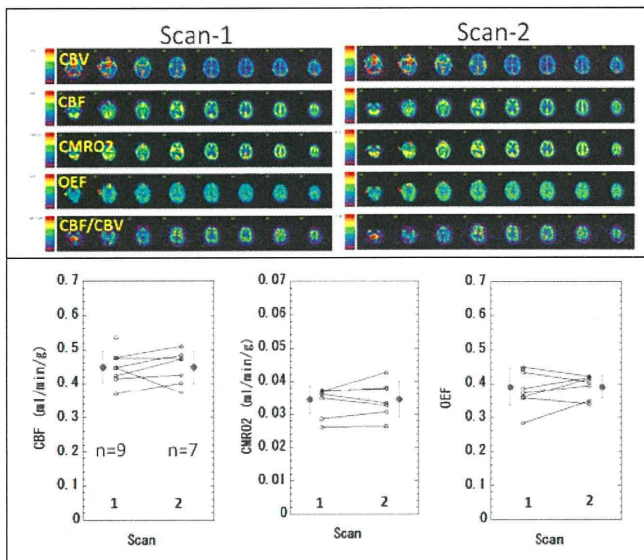 Scan-1
Scan-2
CBV
CBF
CMRO2
OEF
CBF/CBV
0.7
0.6
0.5
0.4
0.3
0.2
0.1
0
CBF (ml/min/g)
n=9
n=7
1
2
Scan
0.07
0.06
0.05
0.04
0.03
0.02
0.01
0
CMRO2 (ml/min/g)
1
2
Scan
0.7
0.6
0.5
0.4
0.3
0.2
0.1
0
OEF
1
2
Scan